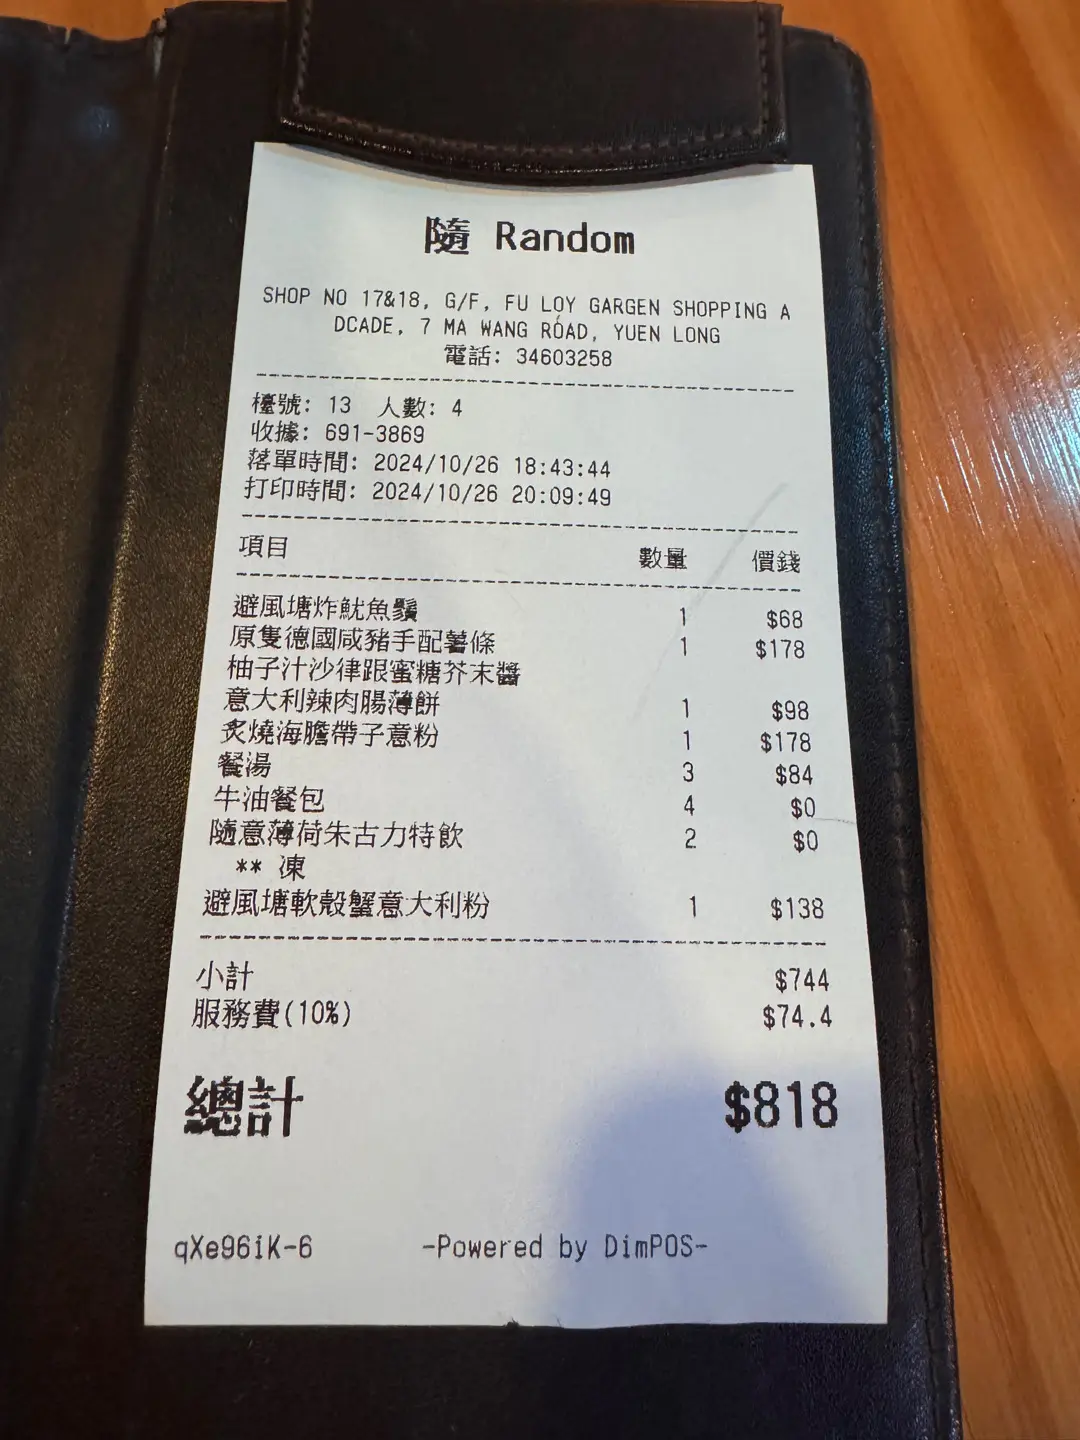 隨 Random
SHOP NO 17&18, G/F, FU LOY GARGEN SHOPPING A
DCADE, 7 MA WANG ROAD, YUEN LONG
電話: 34603258
檯號: 13 人數: 4
收據: 691-3869
落單時間: 2024/10/26 18:43:44
打印時間: 2024/10/26 20:09:49
項目 數量 價錢
避風塘炸魷魚鬚 1 $68
原隻德國咸豬手配薯條 1 $178
柚子汁沙律跟蜜糖芥末醬
意大利辣肉腸薄餅 1 $98
炙燒海膽帶子意粉 1 $178
餐湯 3 $84
牛油餐包 4 $0
隨意薄荷朱古力特飲 2 $0
** 凍
避風塘軟殼蟹意大利粉 1 $138
小計 $744
服務費(10%) $74.4
總計 $818
qXe96iK-6 -Powered by DimPOS-